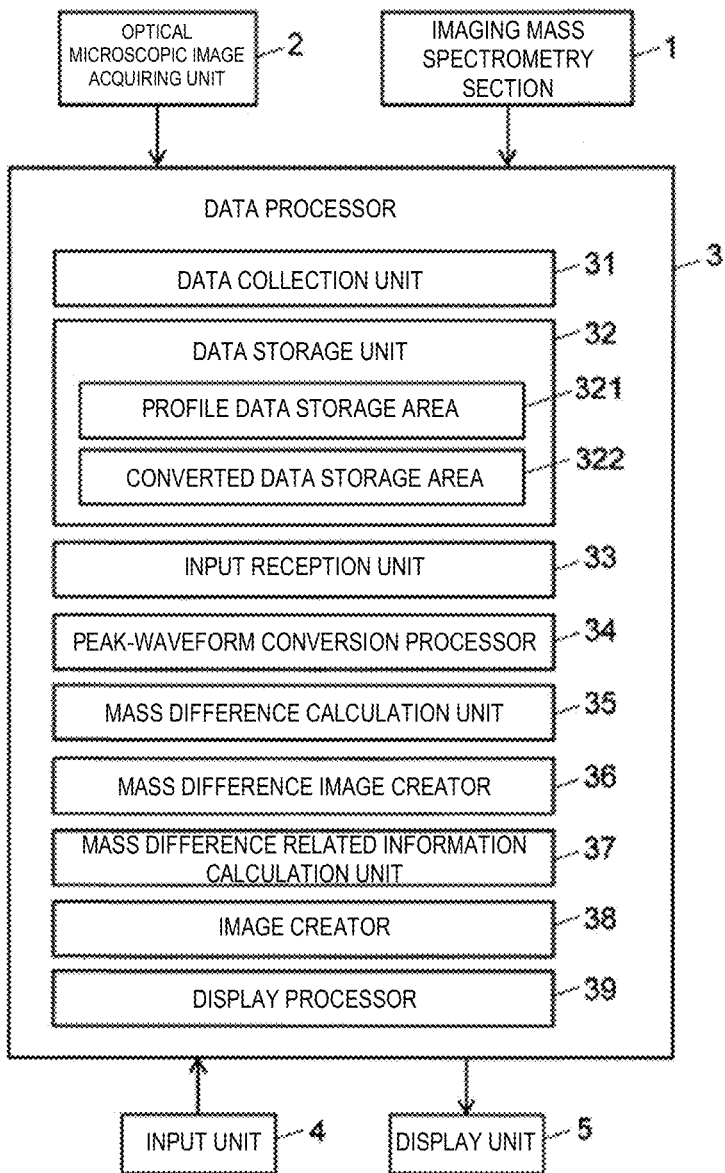 OPTICAL
MICROSCOPIC IMAGE
ACQUIRING UNIT
2
IMAGING MASS
SPECTROMETRY
SECTION
1
DATA PROCESSOR
3
DATA COLLECTION UNIT
31
DATA STORAGE UNIT
32
PROFILE DATA STORAGE AREA
321
CONVERTED DATA STORAGE AREA
322
INPUT RECEPTION UNIT
33
PEAK-WAVEFORM CONVERSION PROCESSOR
34
MASS DIFFERENCE CALCULATION UNIT
35
MASS DIFFERENCE IMAGE CREATOR
36
MASS DIFFERENCE RELATED INFORMATION
CALCULATION UNIT
37
IMAGE CREATOR
38
DISPLAY PROCESSOR
39
INPUT UNIT
4
DISPLAY UNIT
5